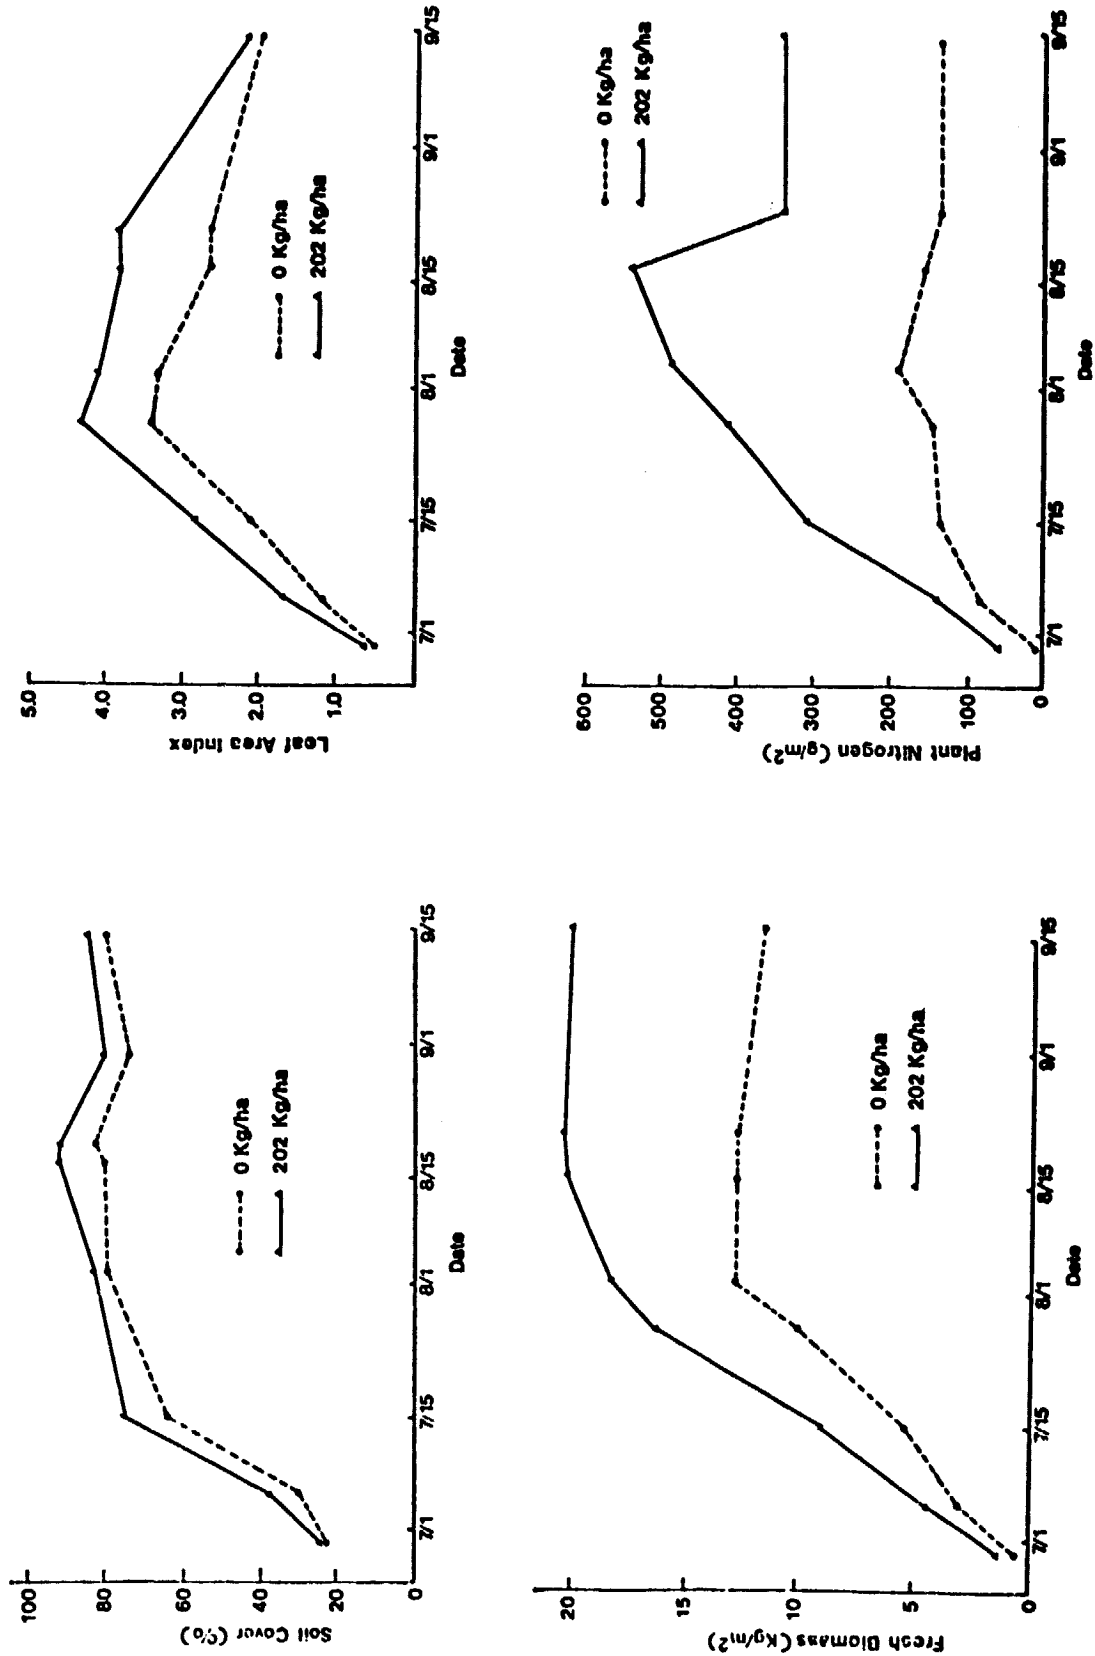 Soil Cover (%)
100
80
60
40
20
0
0 Kg/ha
202 Kg/ha
7/1
7/15
8/1
8/15
9/1
9/15
Date
Leaf Area Index
5.0
4.0
3.0
2.0
1.0
0 Kg/ha
202 Kg/ha
7/1
7/15
8/1
8/15
9/1
9/15
Date
Fresh Biomass (Kg/m²)
20
15
10
5
0
0 Kg/ha
202 Kg/ha
7/1
7/15
8/1
8/15
9/1
9/15
Date
Plant Nitrogen (g/m²)
600
500
400
300
200
100
0
0 Kg/ha
202 Kg/ha
7/1
7/15
8/1
8/15
9/1
9/15
Date